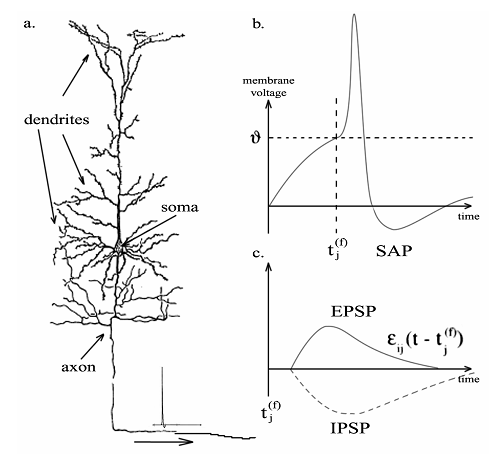 a.
dendrites
soma
axon
b.
membrane
voltage
ϑ
t_j^(f)
time
SAP
c.
EPSP
ε_ij(t - t_j^(f))
time
t_j^(f)
IPSP